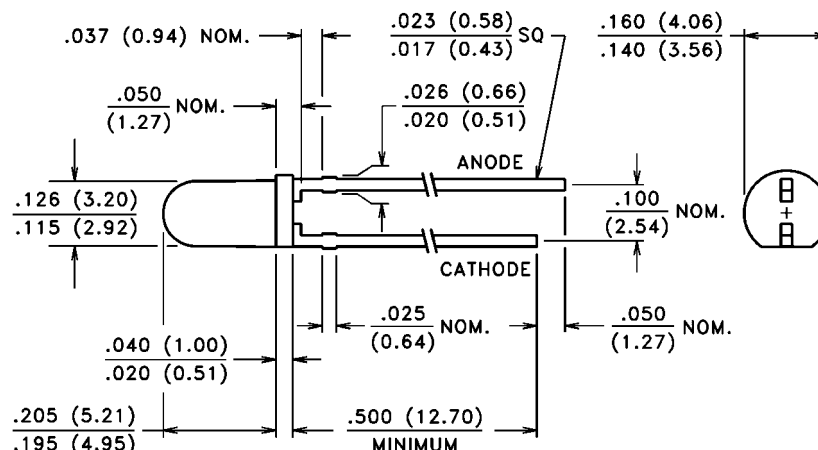 .037 (0.94) NOM.
.023 (0.58)
.017 (0.43)
SQ
.160 (4.06)
.140 (3.56)
.050
(1.27)
NOM.
.026 (0.66)
.020 (0.51)
ANODE
.126 (3.20)
.115 (2.92)
.100
(2.54)
NOM.
CATHODE
.025
(0.64)
NOM.
.050
(1.27)
NOM.
.040 (1.00)
.020 (0.51)
.205 (5.21)
.195 (4.95)
.500 (12.70)
MINIMUM